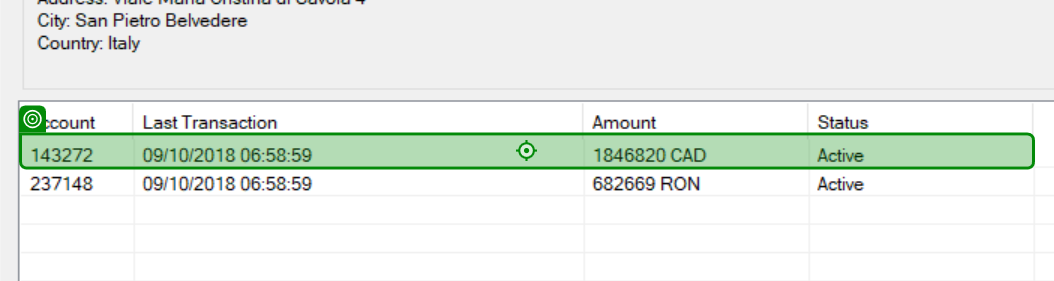 Address: Viale Maria Cristina di Savoia 4
City: San Pietro Belvedere
Country: Italy
ccount Last Transaction Amount Status
143272 09/10/2018 06:58:59 1846820 CAD Active
237148 09/10/2018 06:58:59 682669 RON Active